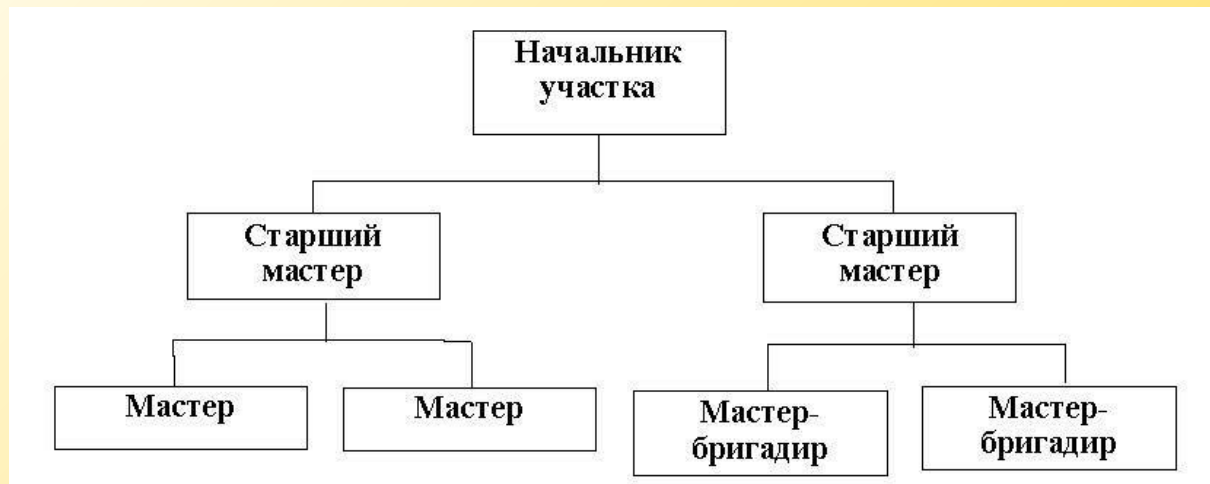 Начальник
участка
Старший
мастер
Старший
мастер
Мастер
Мастер
Мастер-
бригадир
Мастер-
бригадир